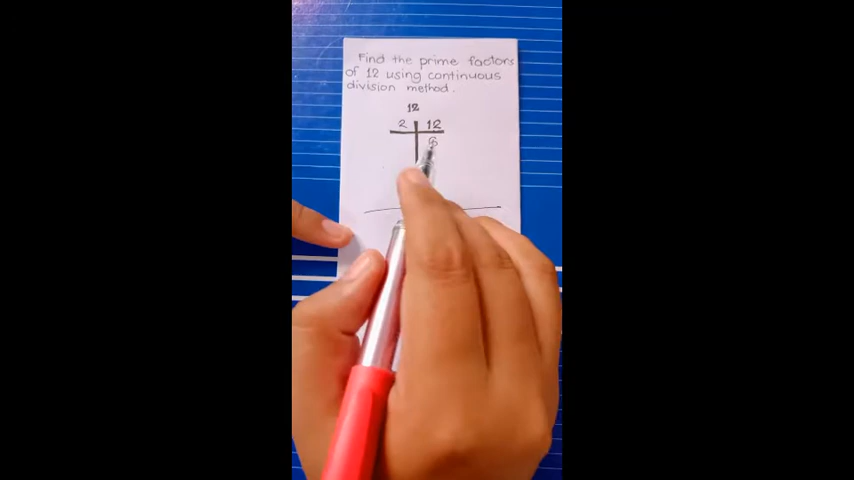 Find the prime factors
of 12 using continuous
division method.
12
2 12
6